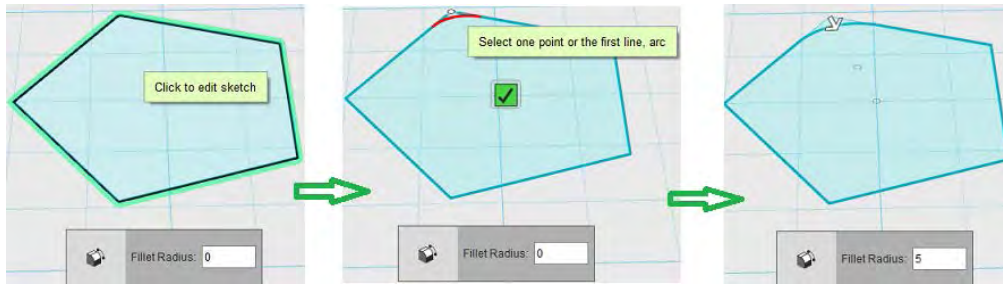 Click to edit sketch
Fillet Radius: 0
Select one point or the first line, arc
Fillet Radius: 0
Fillet Radius: 5